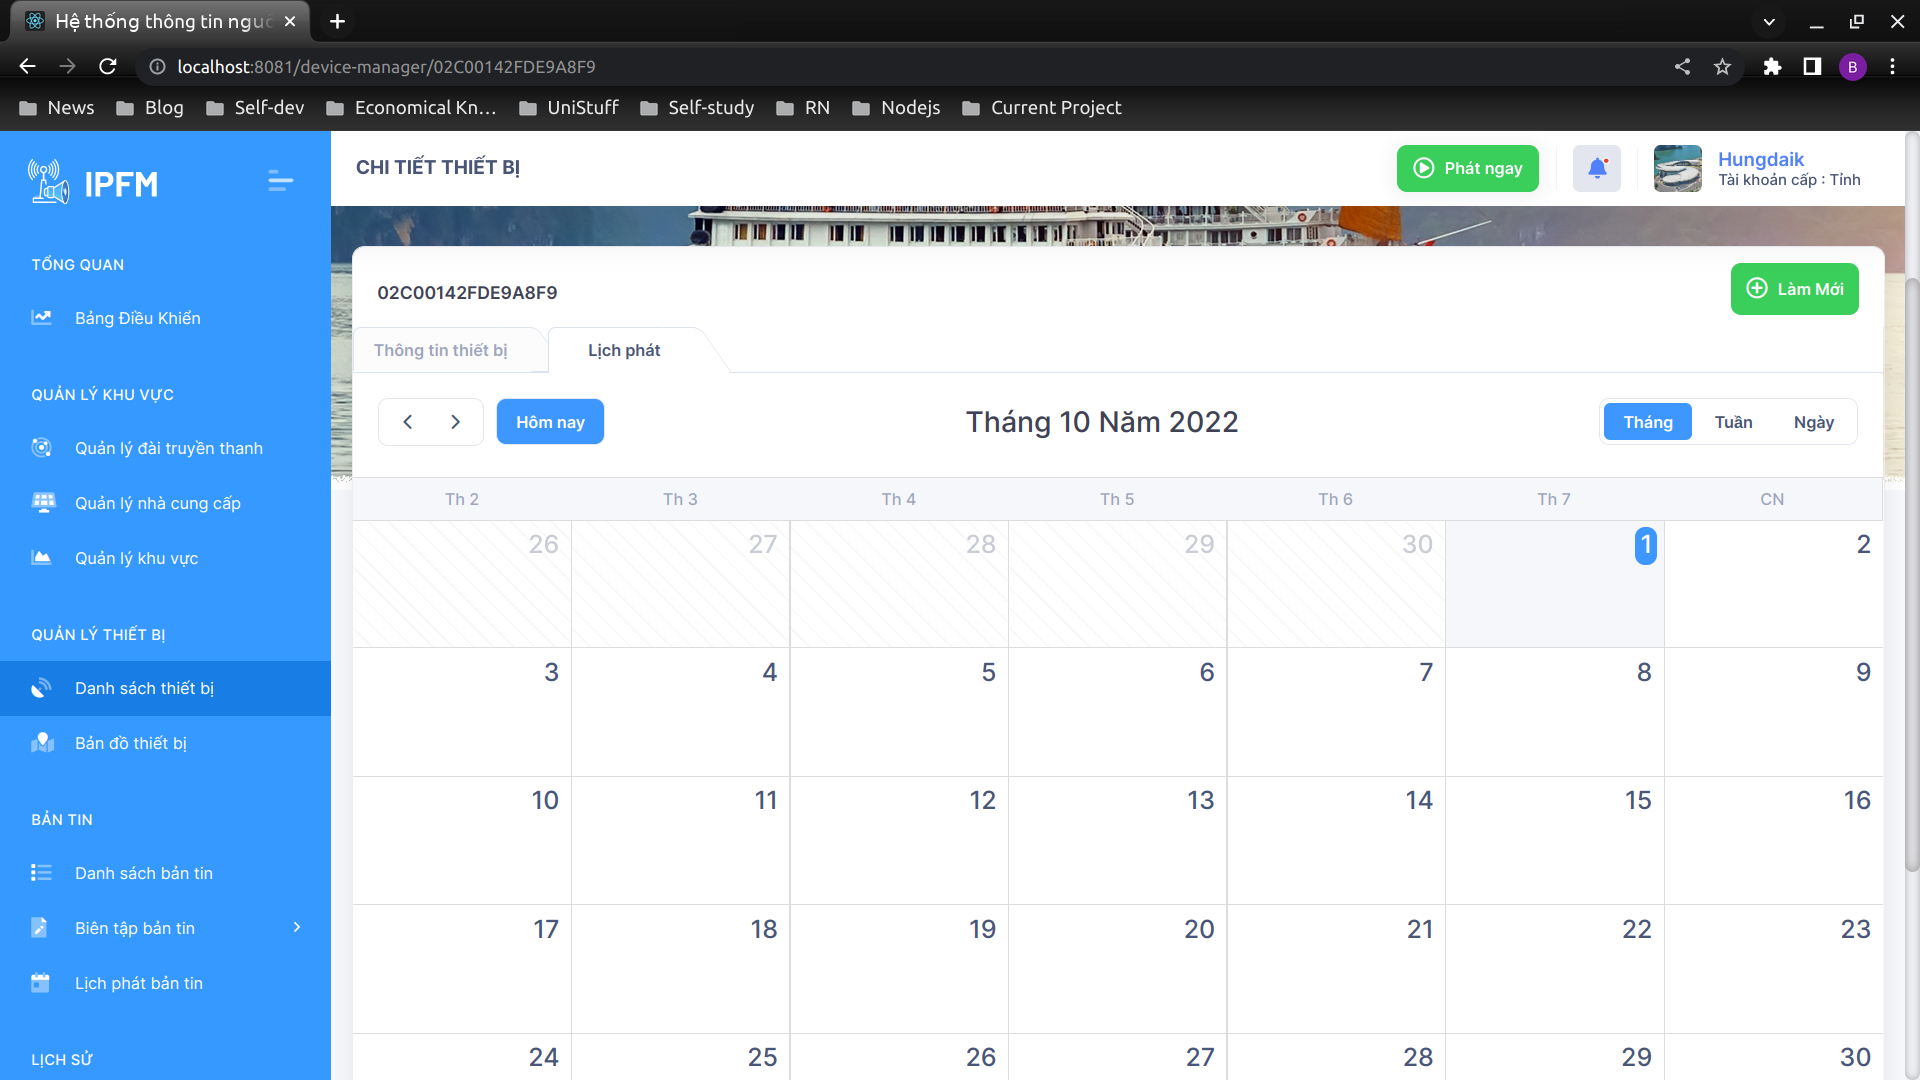 Hệ thống thông tin nguồ
localhost:8081/device-manager/02C00142FDE9A8F9
B
News Blog Self-dev Economical Kn... UniStuff Self-study RN Nodejs Current Project
IPFM
TỔNG QUAN
Bảng Điều Khiển
QUẢN LÝ KHU VỰC
Quản lý đài truyền thanh
Quản lý nhà cung cấp
Quản lý khu vực
QUẢN LÝ THIẾT BỊ
Danh sách thiết bị
Bản đồ thiết bị
BẢN TIN
Danh sách bản tin
Biên tập bản tin
Lịch phát bản tin
LỊCH SỬ
CHI TIẾT THIẾT BỊ
Phát ngay
Hungdaik
Tài khoản cấp : Tỉnh
02C00142FDE9A8F9
Làm Mới
Thông tin thiết bị Lịch phát
Hôm nay
Tháng 10 Năm 2022
Tháng Tuần Ngày
Th 2 Th 3 Th 4 Th 5 Th 6 Th 7 CN
26 27 28 29 30 1 2
3 4 5 6 7 8 9
10 11 12 13 14 15 16
17 18 19 20 21 22 23
24 25 26 27 28 29 30